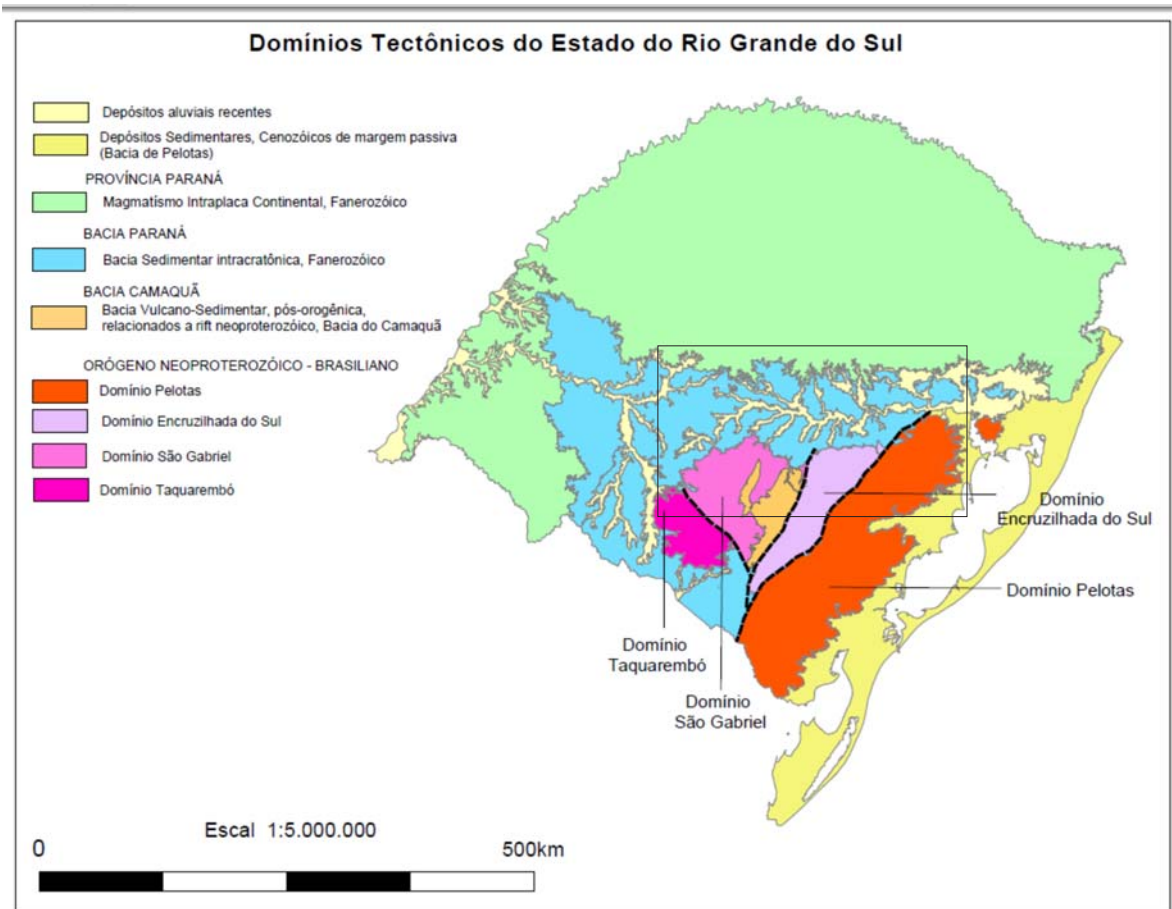 Domínios Tectônicos do Estado do Rio Grande do Sul
Depósitos aluviais recentes
Depósitos Sedimentares, Cenozóicos de margem passiva
(Bacia de Pelotas)
PROVÍNCIA PARANÁ
Magmatísmo Intraplaca Continental, Fanerozóico
BACIA PARANÁ
Bacia Sedimentar intracratônica, Fanerozóico
BACIA CAMAQUÃ
Bacia Vulcano-Sedimentar, pós-orogênica,
relacionados a rift neoproterozóico, Bacia do Camaquã
ORÓGENO NEOPROTEROZÓICO - BRASILIANO
Domínio Pelotas
Domínio Encruzilhada do Sul
Domínio São Gabriel
Domínio Taquarembó
Domínio
Encruzilhada do Sul
Domínio Pelotas
Domínio
Taquarembó
Domínio
São Gabriel
Escal 1:5.000.000
0
500km